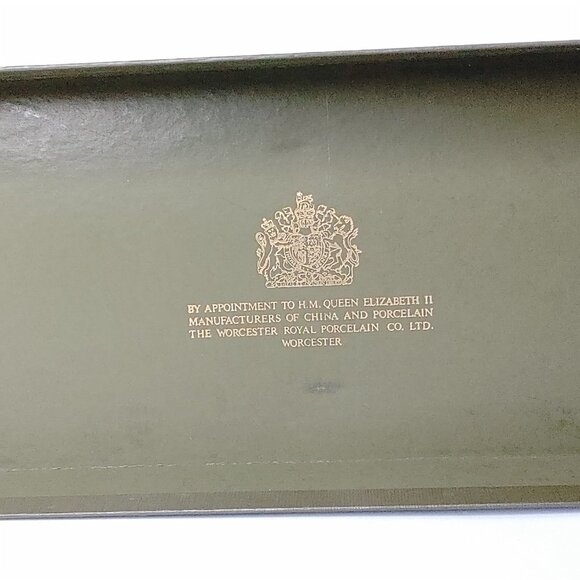 BY APPOINTMENT TO H.M. QUEEN ELIZABETH II
MANUFACTURERS OF CHINA AND PORCELAIN
THE WORCESTER ROYAL PORCELAIN CO. LTD.
WORCESTER